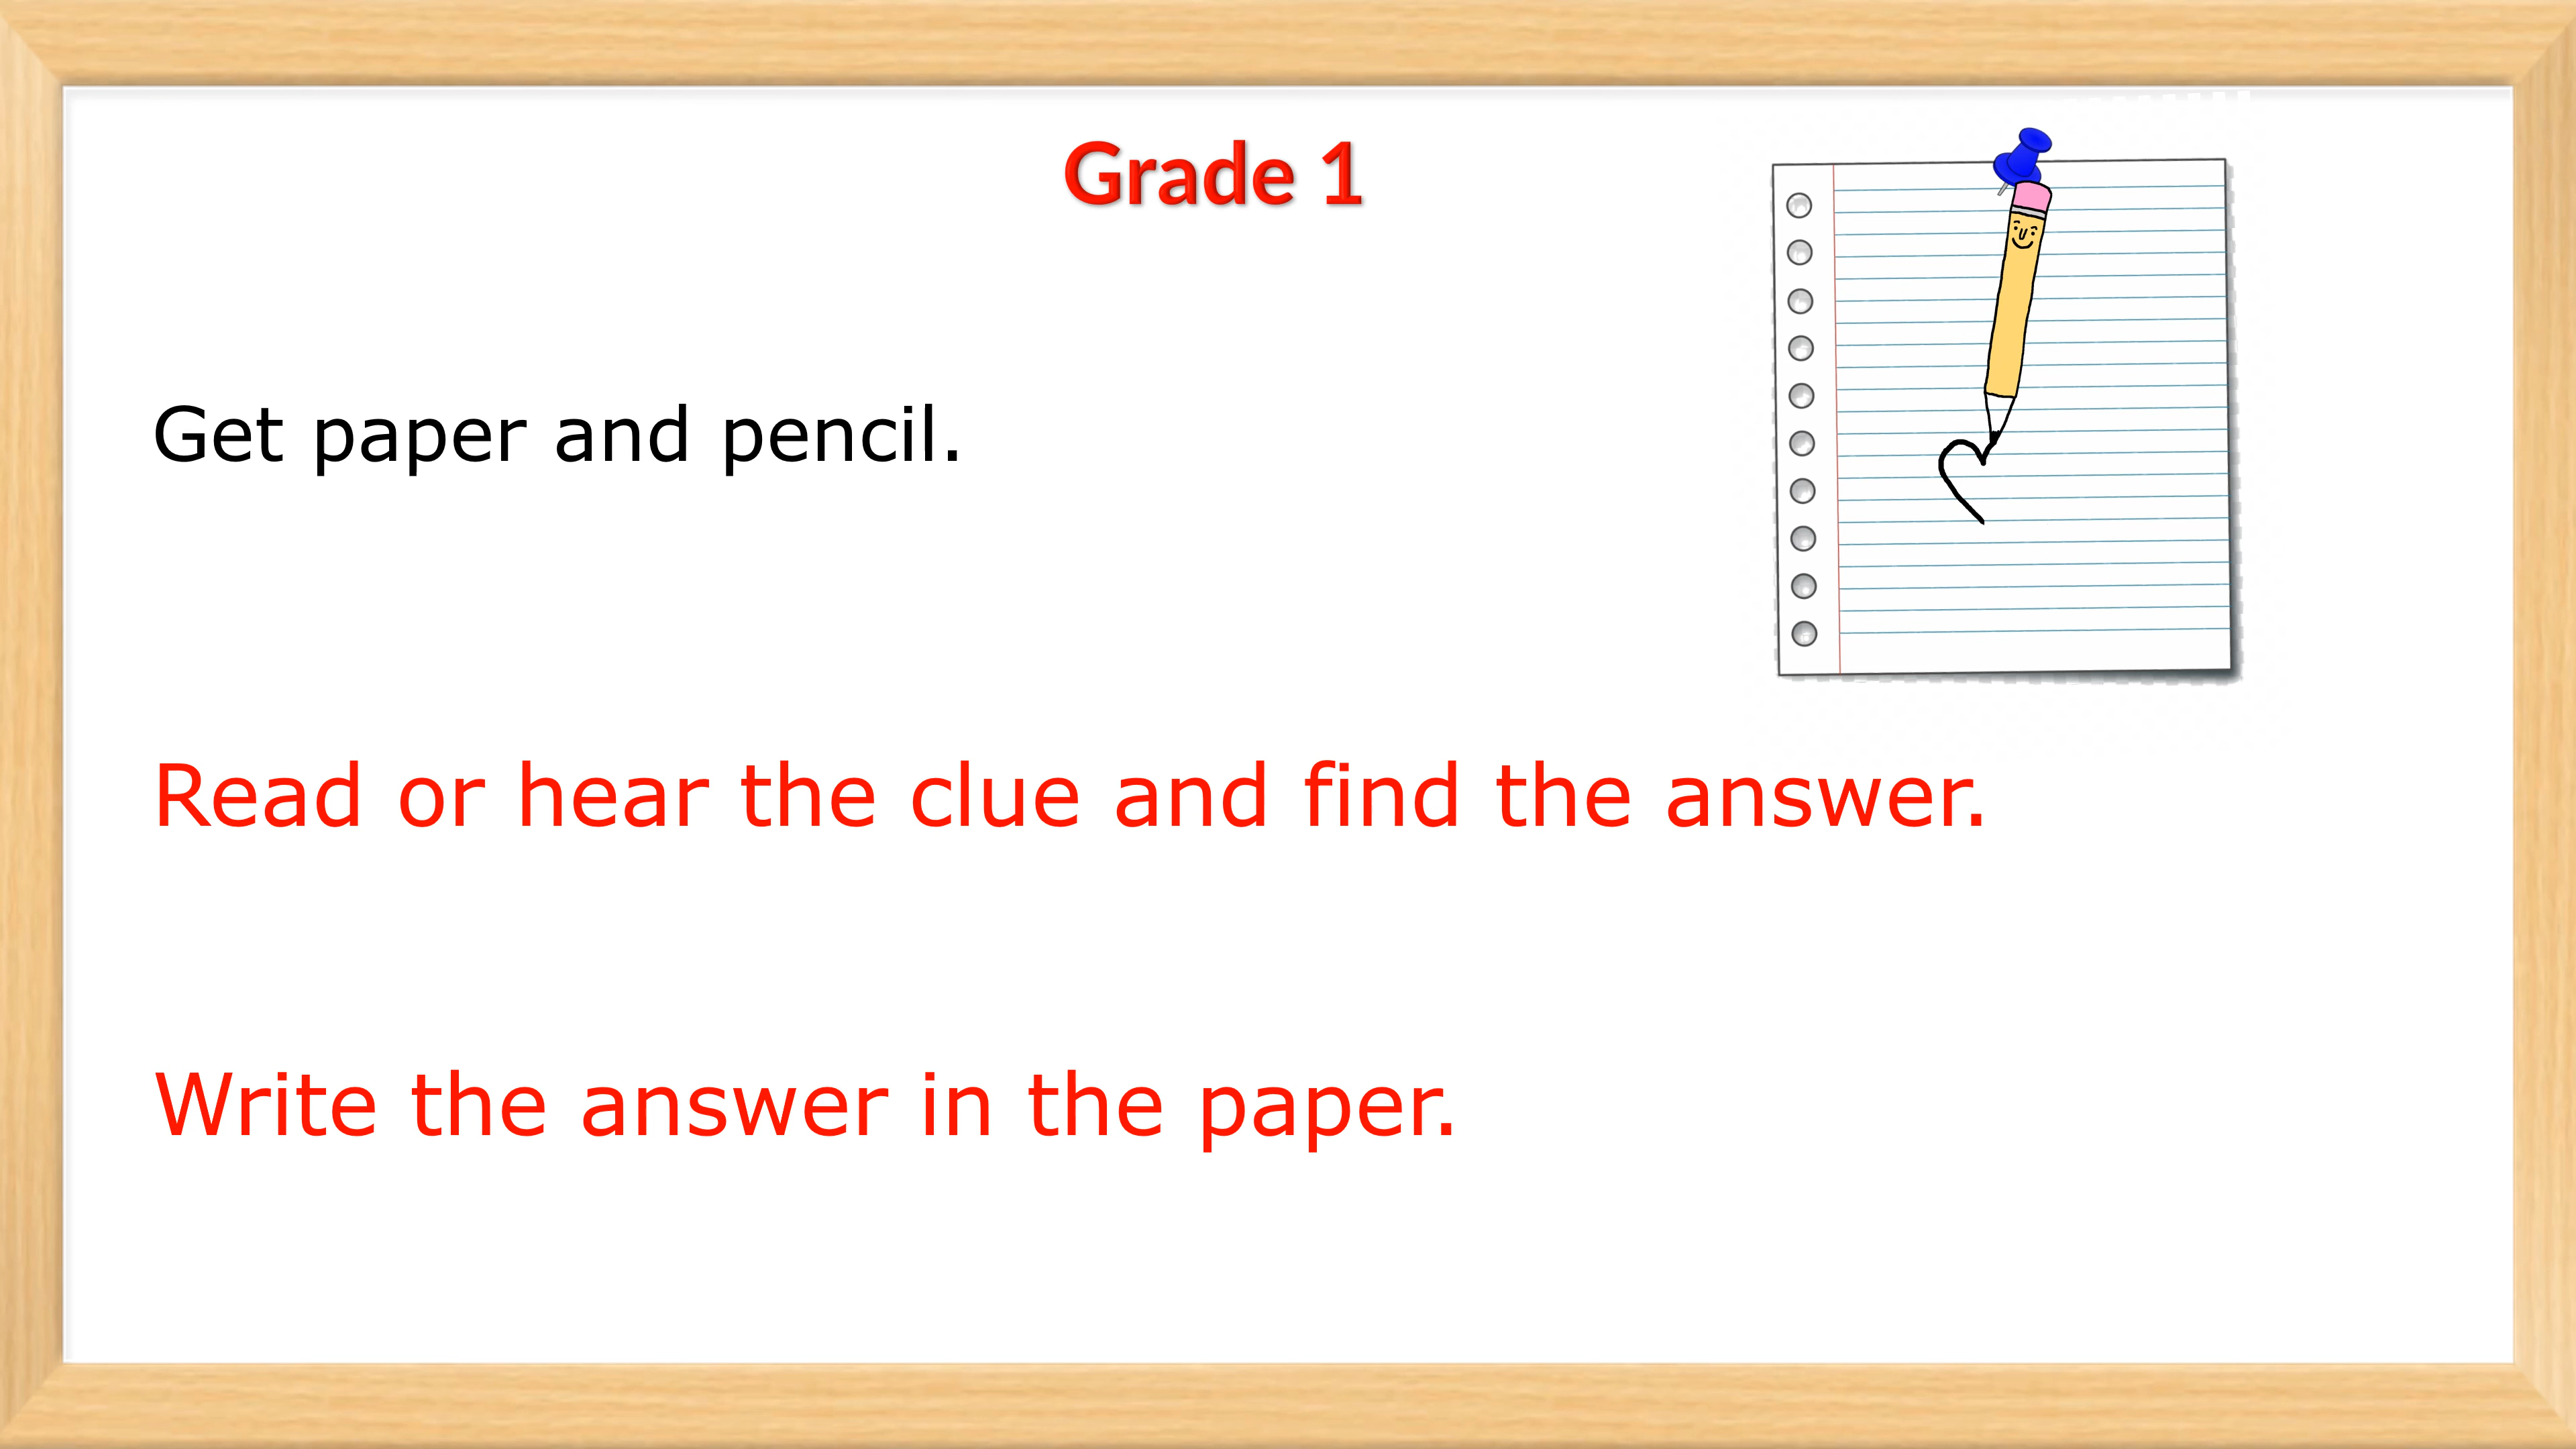 Grade 1
Get paper and pencil.
Read or hear the clue and find the answer.
Write the answer in the paper.